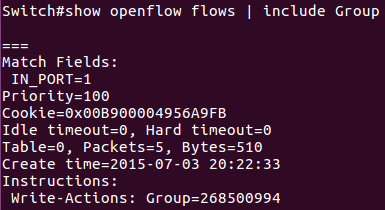 Switch#show openflow flows | include Group
===
Match Fields:
IN_PORT=1
Priority=100
Cookie=0x00B900004956A9FB
Idle timeout=0, Hard timeout=0
Table=0, Packets=5, Bytes=510
Create time=2015-07-03 20:22:33
Instructions:
Write-Actions: Group=268500994